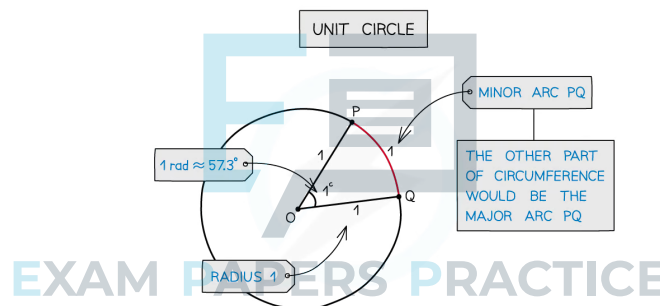 UNIT CIRCLE
P
MINOR ARC PQ
1
1
1 rad ≈ 57.3°
THE OTHER PART
OF CIRCUMFERENCE
WOULD BE THE
MAJOR ARC PQ
1ᶜ
1
Q
O
RADIUS 1
EXAM PAPERS PRACTICE